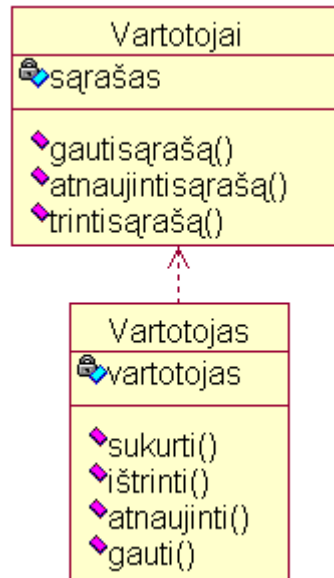 Vartotojai
sąrašas
gautisąrašą()
atnaujintisąrašą()
trintisąrašą()
Vartotojas
vartotojas
sukurti()
ištrinti()
atnaujinti()
gauti()